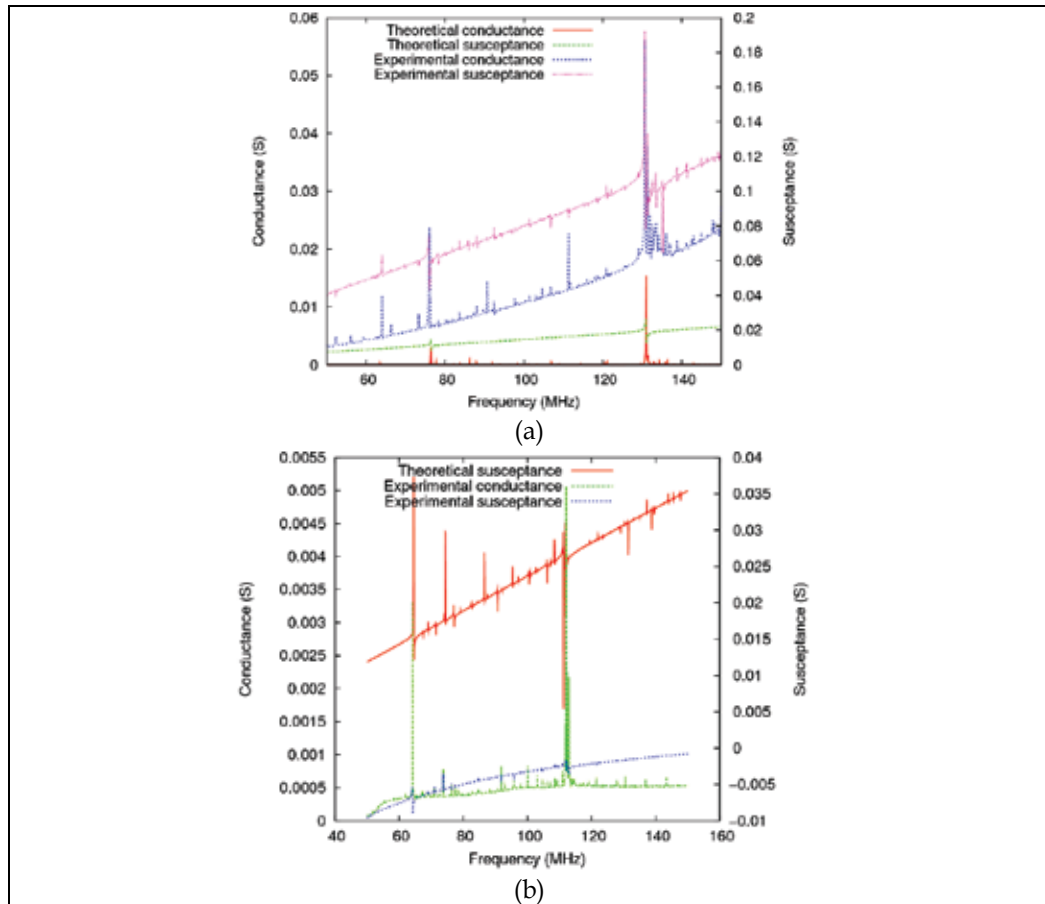 0.06
0.05
0.04
0.03
0.02
0.01
0
Conductance (S)
Theoretical conductance
Theoretical susceptance
Experimental conductance
Experimental susceptance
0.2
0.18
0.16
0.14
0.12
0.1
0.08
0.06
0.04
0.02
0
Susceptance (S)
60 80 100 120 140
Frequency (MHz)
(a)
0.0055
0.005
0.0045
0.004
0.0035
0.003
0.0025
0.002
0.0015
0.001
0.0005
0
Conductance (S)
Theoretical susceptance
Experimental conductance
Experimental susceptance
0.04
0.035
0.03
0.025
0.02
0.015
0.01
0.005
0
−0.005
−0.01
Susceptance (S)
40 60 80 100 120 140 160
Frequency (MHz)
(b)